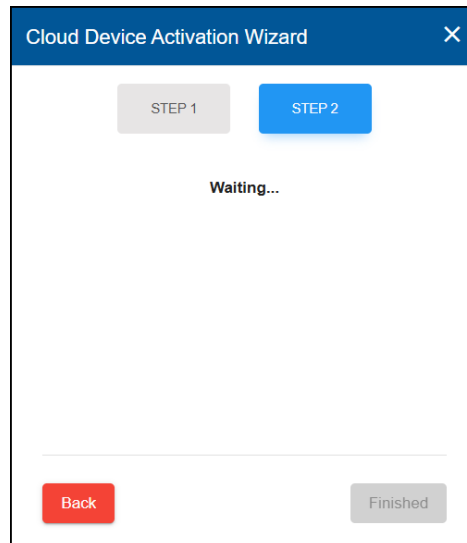 Cloud Device Activation Wizard
STEP 1
STEP 2
Waiting...
Back
Finished